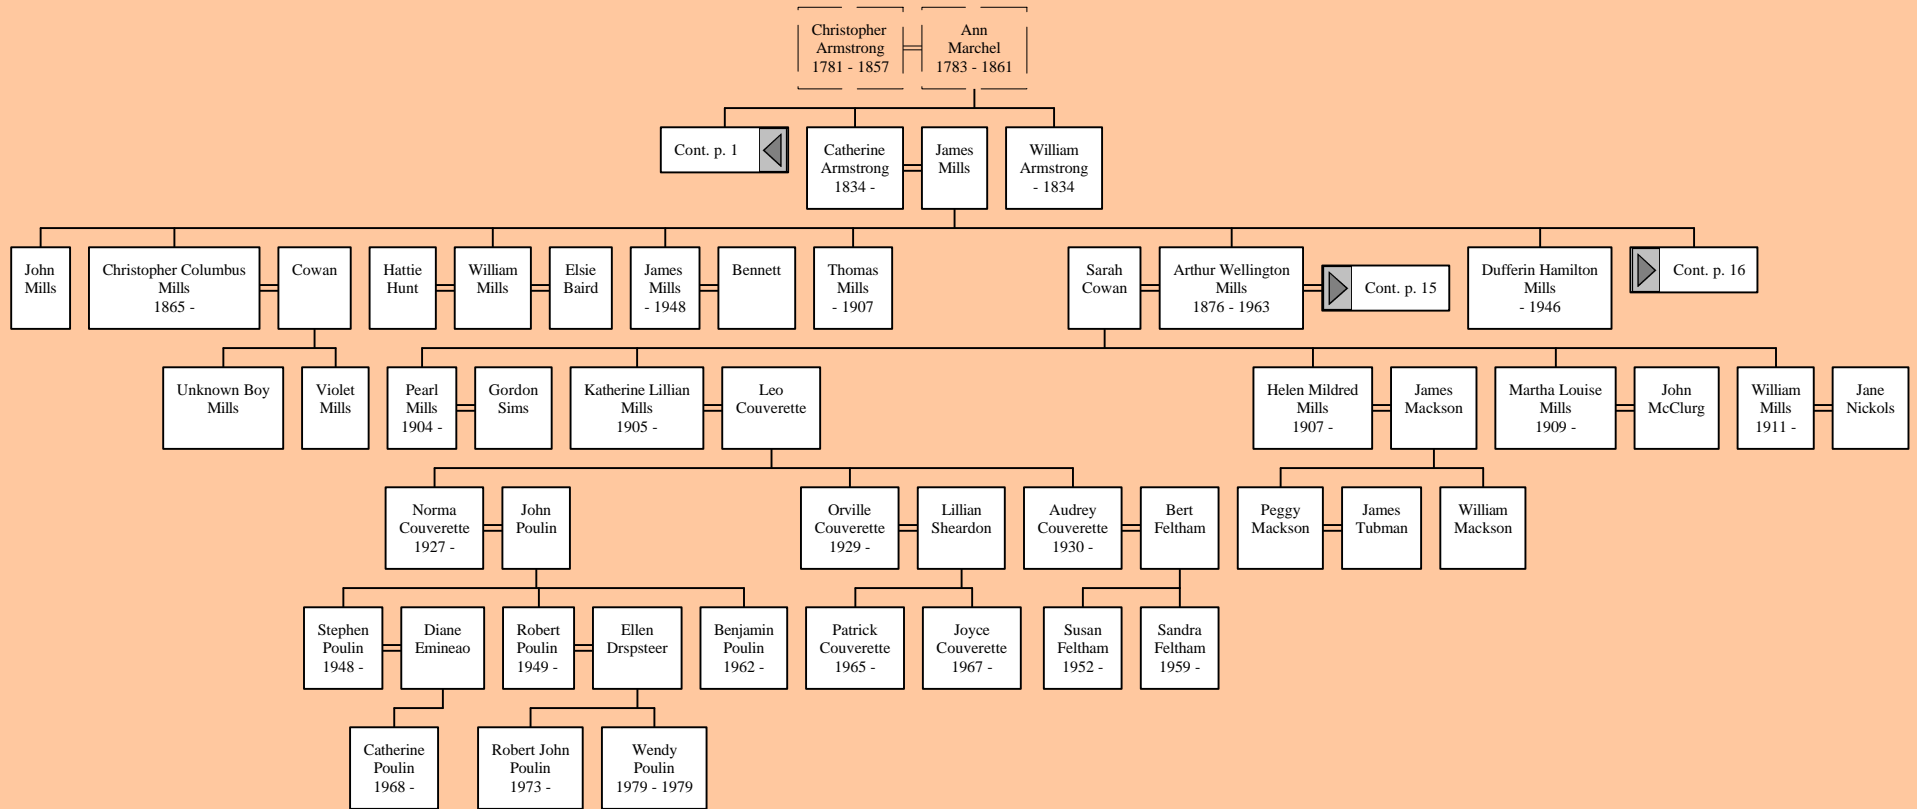 Christopher
Armstrong
1781 - 1857
Ann
Marchel
1783 - 1861
Cont. p. 1
Catherine
Armstrong
1834 -
James
Mills
William
Armstrong
- 1834
John
Mills
Christopher Columbus
Mills
1865 -
Cowan
Hattie
Hunt
William
Mills
Elsie
Baird
James
Mills
- 1948
Bennett
Thomas
Mills
- 1907
Sarah
Cowan
Arthur Wellington
Mills
1876 - 1963
Cont. p. 15
Dufferin Hamilton
Mills
- 1946
Cont. p. 16
Unknown Boy
Mills
Violet
Mills
Pearl
Mills
1904 -
Gordon
Sims
Katherine Lillian
Mills
1905 -
Leo
Couverette
Helen Mildred
Mills
1907 -
James
Mackson
Martha Louise
Mills
1909 -
John
McClurg
William
Mills
1911 -
Jane
Nickols
Norma
Couverette
1927 -
John
Poulin
Orville
Couverette
1929 -
Lillian
Sheardon
Audrey
Couverette
1930 -
Bert
Feltham
Peggy
Mackson
James
Tubman
William
Mackson
Stephen
Poulin
1948 -
Diane
Emineao
Robert
Poulin
1949 -
Ellen
Drspsteer
Benjamin
Poulin
1962 -
Patrick
Couverette
1965 -
Joyce
Couverette
1967 -
Susan
Feltham
1952 -
Sandra
Feltham
1959 -
Catherine
Poulin
1968 -
Robert John
Poulin
1973 -
Wendy
Poulin
1979 - 1979